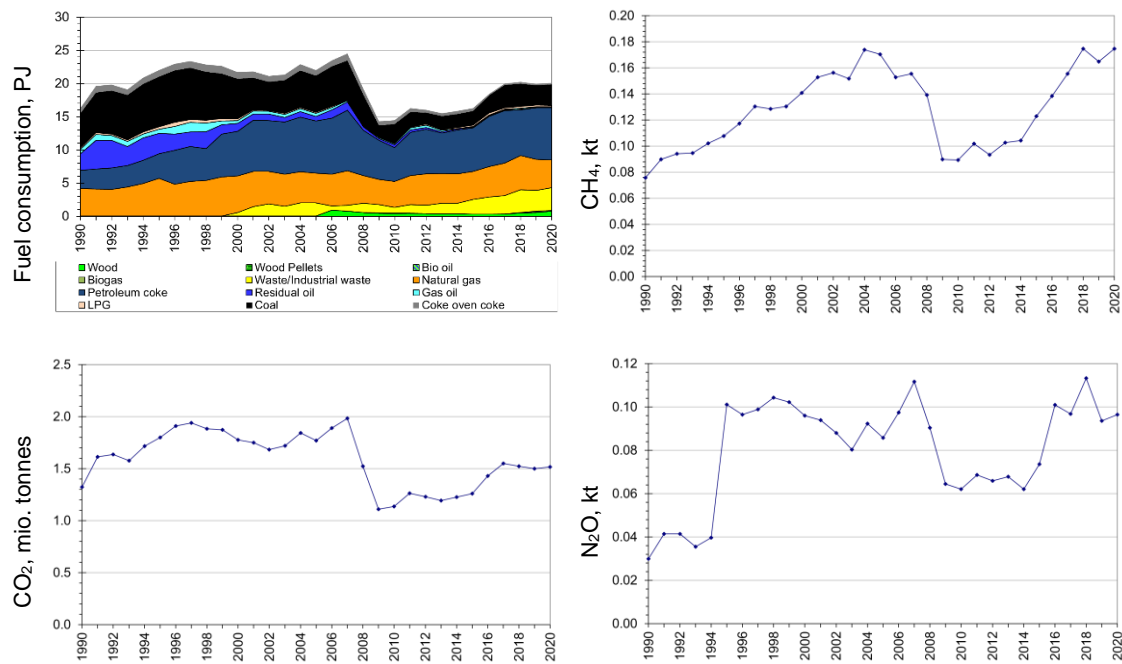 Fuel consumption, PJ
30
25
20
15
10
5
0
1990 1992 1994 1996 1998 2000 2002 2004 2006 2008 2010 2012 2014 2016 2018 2020
Wood Wood Pellets Bio oil
Biogas Waste/Industrial waste Natural gas
Petroleum coke Residual oil Gas oil
LPG Coal Coke oven coke
CH₄, kt
0.20
0.18
0.16
0.14
0.12
0.10
0.08
0.06
0.04
0.02
0.00
1990 1992 1994 1996 1998 2000 2002 2004 2006 2008 2010 2012 2014 2016 2018 2020
CO₂, mio. tonnes
2.5
2.0
1.5
1.0
0.5
0.0
1990 1992 1994 1996 1998 2000 2002 2004 2006 2008 2010 2012 2014 2016 2018 2020
N₂O, kt
0.12
0.10
0.08
0.06
0.04
0.02
0.00
1990 1992 1994 1996 1998 2000 2002 2004 2006 2008 2010 2012 2014 2016 2018 2020